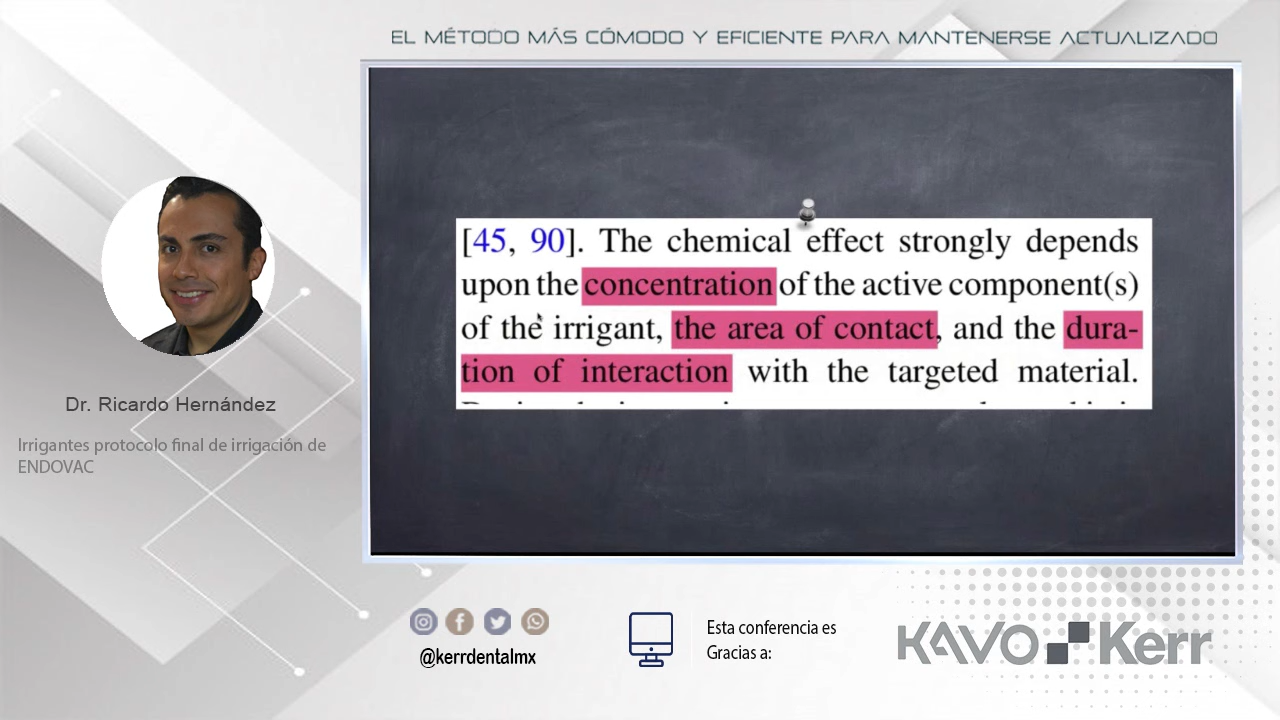 EL MÉTODO MÁS CÓMODO Y EFICIENTE PARA MANTENERSE ACTUALIZADO
[45, 90]. The chemical effect strongly depends
upon the concentration of the active component(s)
of the irrigant, the area of contact, and the dura-
tion of interaction with the targeted material.
Dr. Ricardo Hernández
Irrigantes protocolo final de irrigación de
ENDOVAC
@kerrdentalmx
Esta conferencia es
Gracias a:
KAVO Kerr